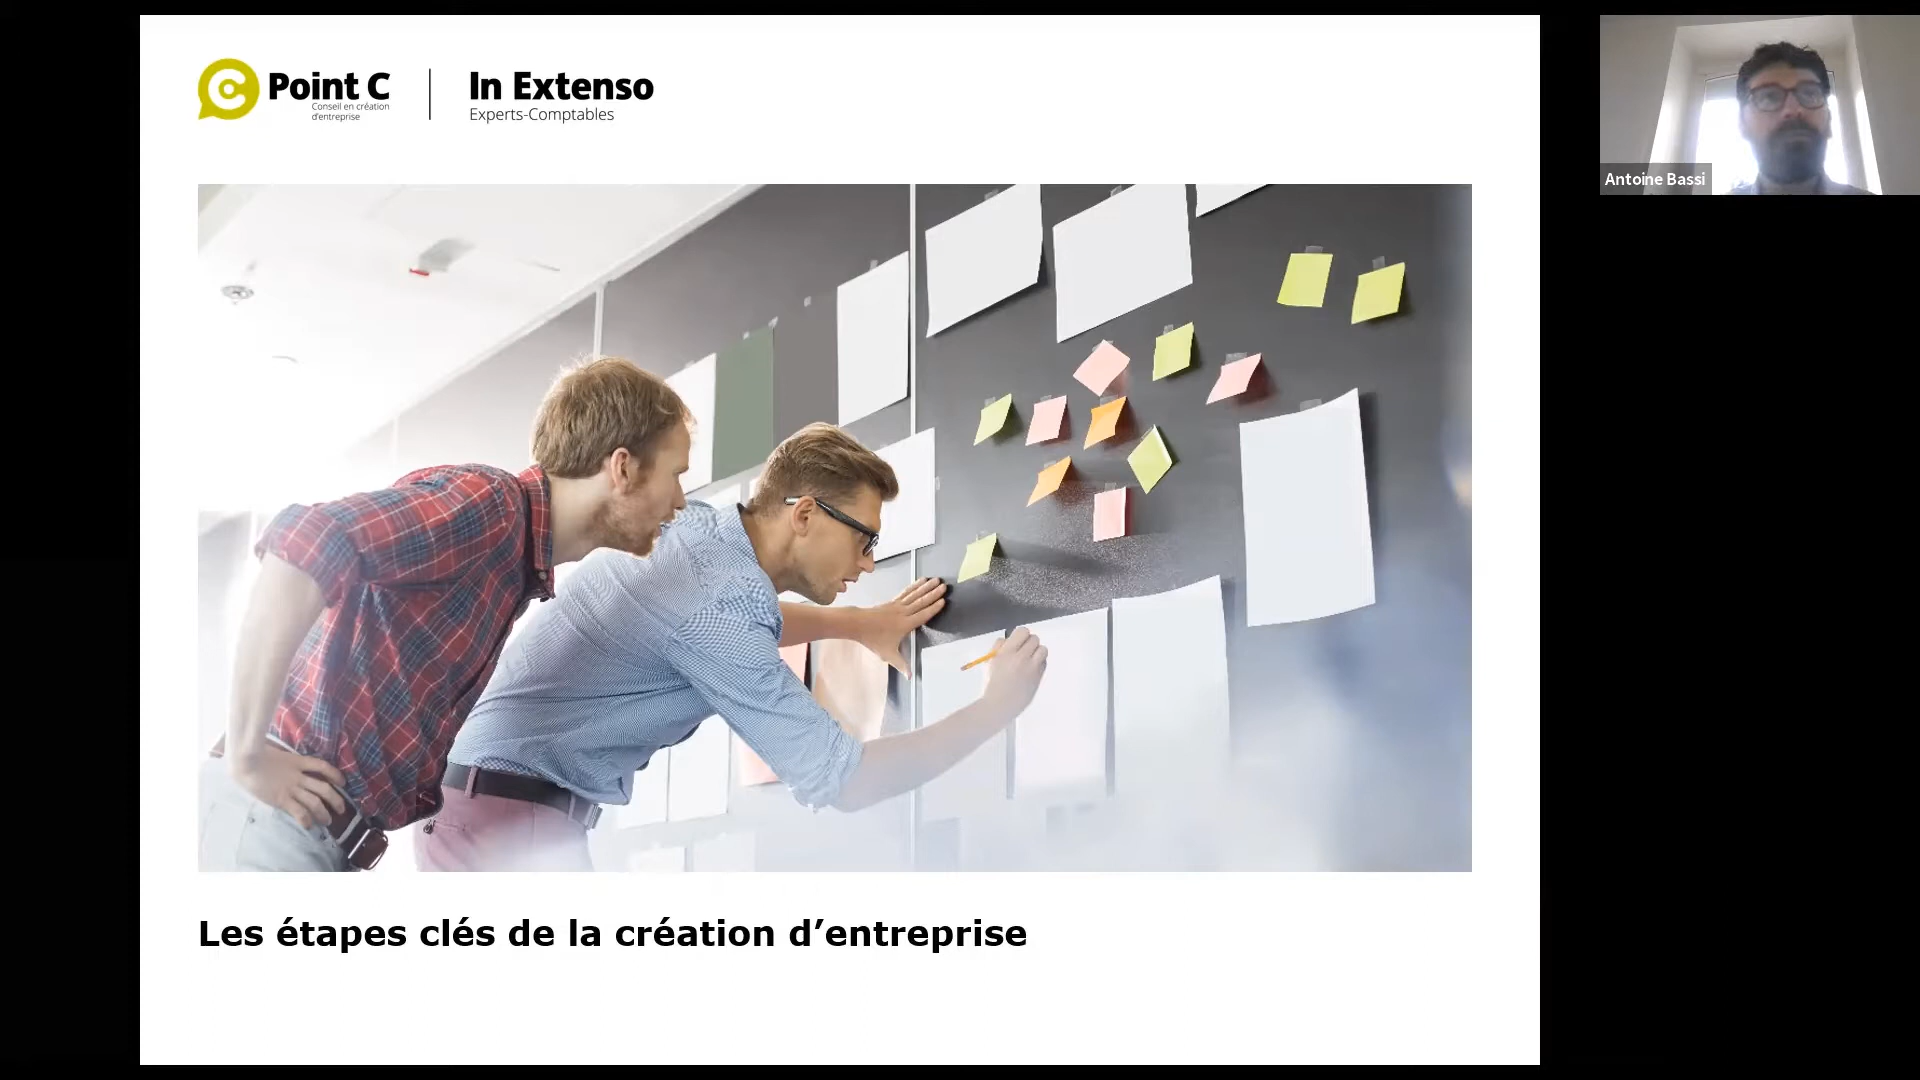 Point C
Conseil en création
d'entreprise
In Extenso
Experts-Comptables
Antoine Bassi
Les étapes clés de la création d’entreprise